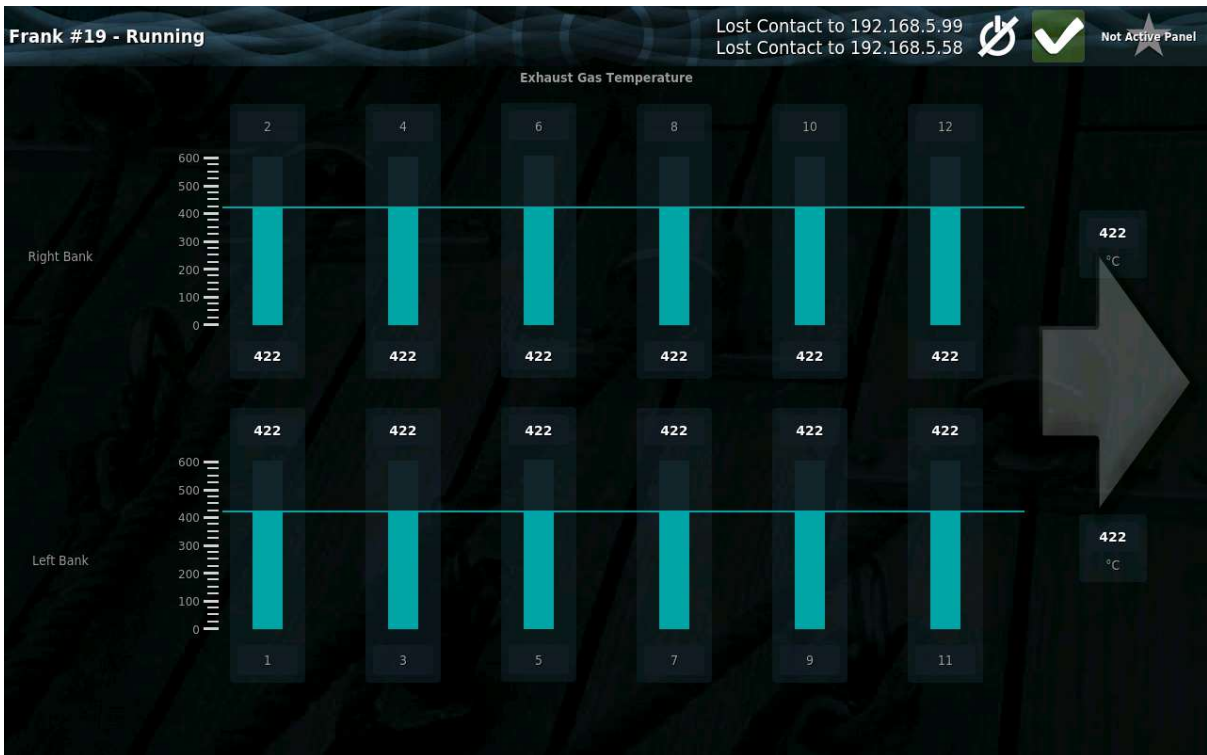 Frank #19 - Running
Lost Contact to 192.168.5.99
Lost Contact to 192.168.5.58
Not Active Panel
Exhaust Gas Temperature
2 4 6 8 10 12
600
500
400
300
200
100
0
Right Bank
422
°C
422 422 422 422 422 422
422 422 422 422 422 422
600
500
400
300
200
100
0
Left Bank
422
°C
1 3 5 7 9 11